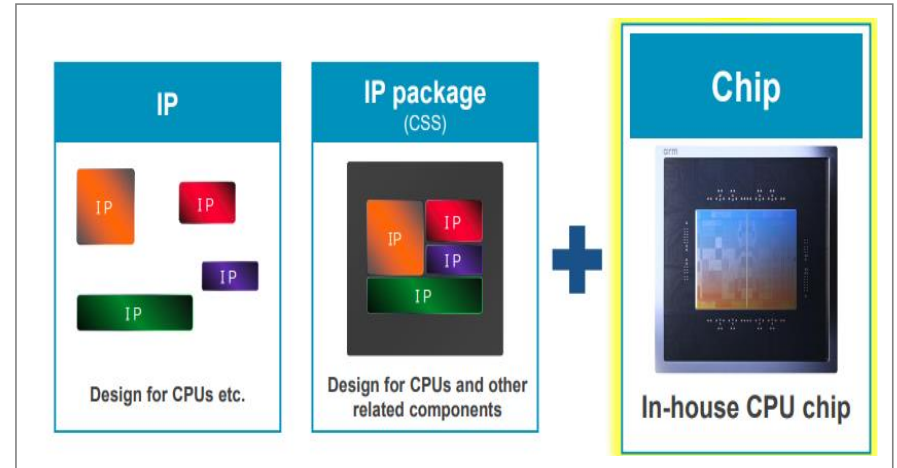 IP
IP
IP
IP
IP
Design for CPUs etc.
IP package
(CSS)
IP
IP
IP
IP
Design for CPUs and other
related components
Chip
arm
In-house CPU chip